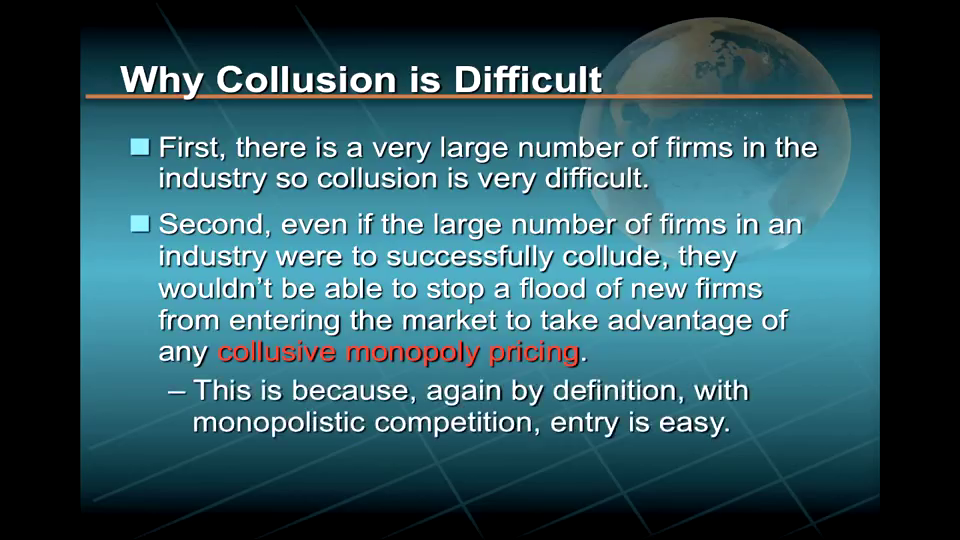 Why Collusion is Difficult
First, there is a very large number of firms in the
industry so collusion is very difficult.
Second, even if the large number of firms in an
industry were to successfully collude, they
wouldn't be able to stop a flood of new firms
from entering the market to take advantage of
any collusive monopoly pricing.
– This is because, again by definition, with
monopolistic competition, entry is easy.